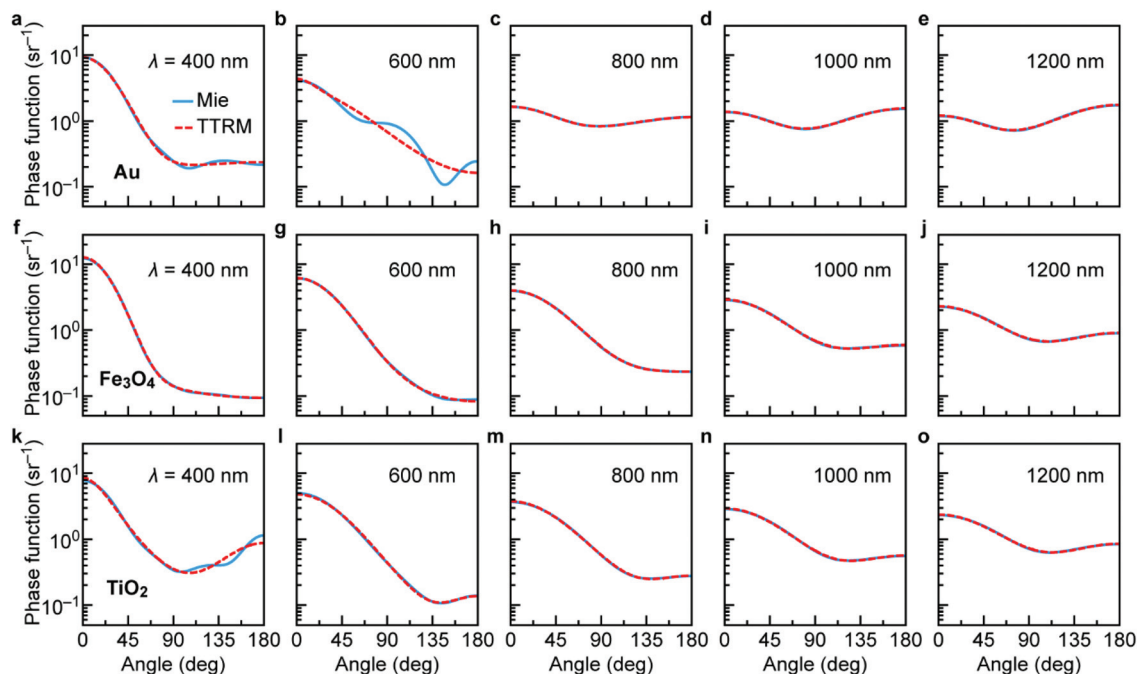 a b c d e
Phase function (sr⁻¹)
10¹
10⁰
10⁻¹
λ = 400 nm
Mie
TTRM
Au
600 nm
800 nm
1000 nm
1200 nm
f g h i j
Phase function (sr⁻¹)
10¹
10⁰
10⁻¹
λ = 400 nm
Fe₃O₄
600 nm
800 nm
1000 nm
1200 nm
k l m n o
Phase function (sr⁻¹)
10¹
10⁰
10⁻¹
λ = 400 nm
TiO₂
600 nm
800 nm
1000 nm
1200 nm
0 45 90 135 180 45 90 135 180 45 90 135 180 45 90 135 180 45 90 135 180
Angle (deg) Angle (deg) Angle (deg) Angle (deg) Angle (deg)